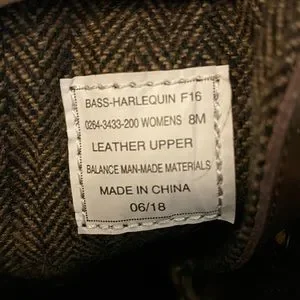 BASS-HARLEQUIN F16
0264-3433-200 WOMENS 8M
LEATHER UPPER
BALANCE MAN-MADE MATERIALS
MADE IN CHINA
06/18